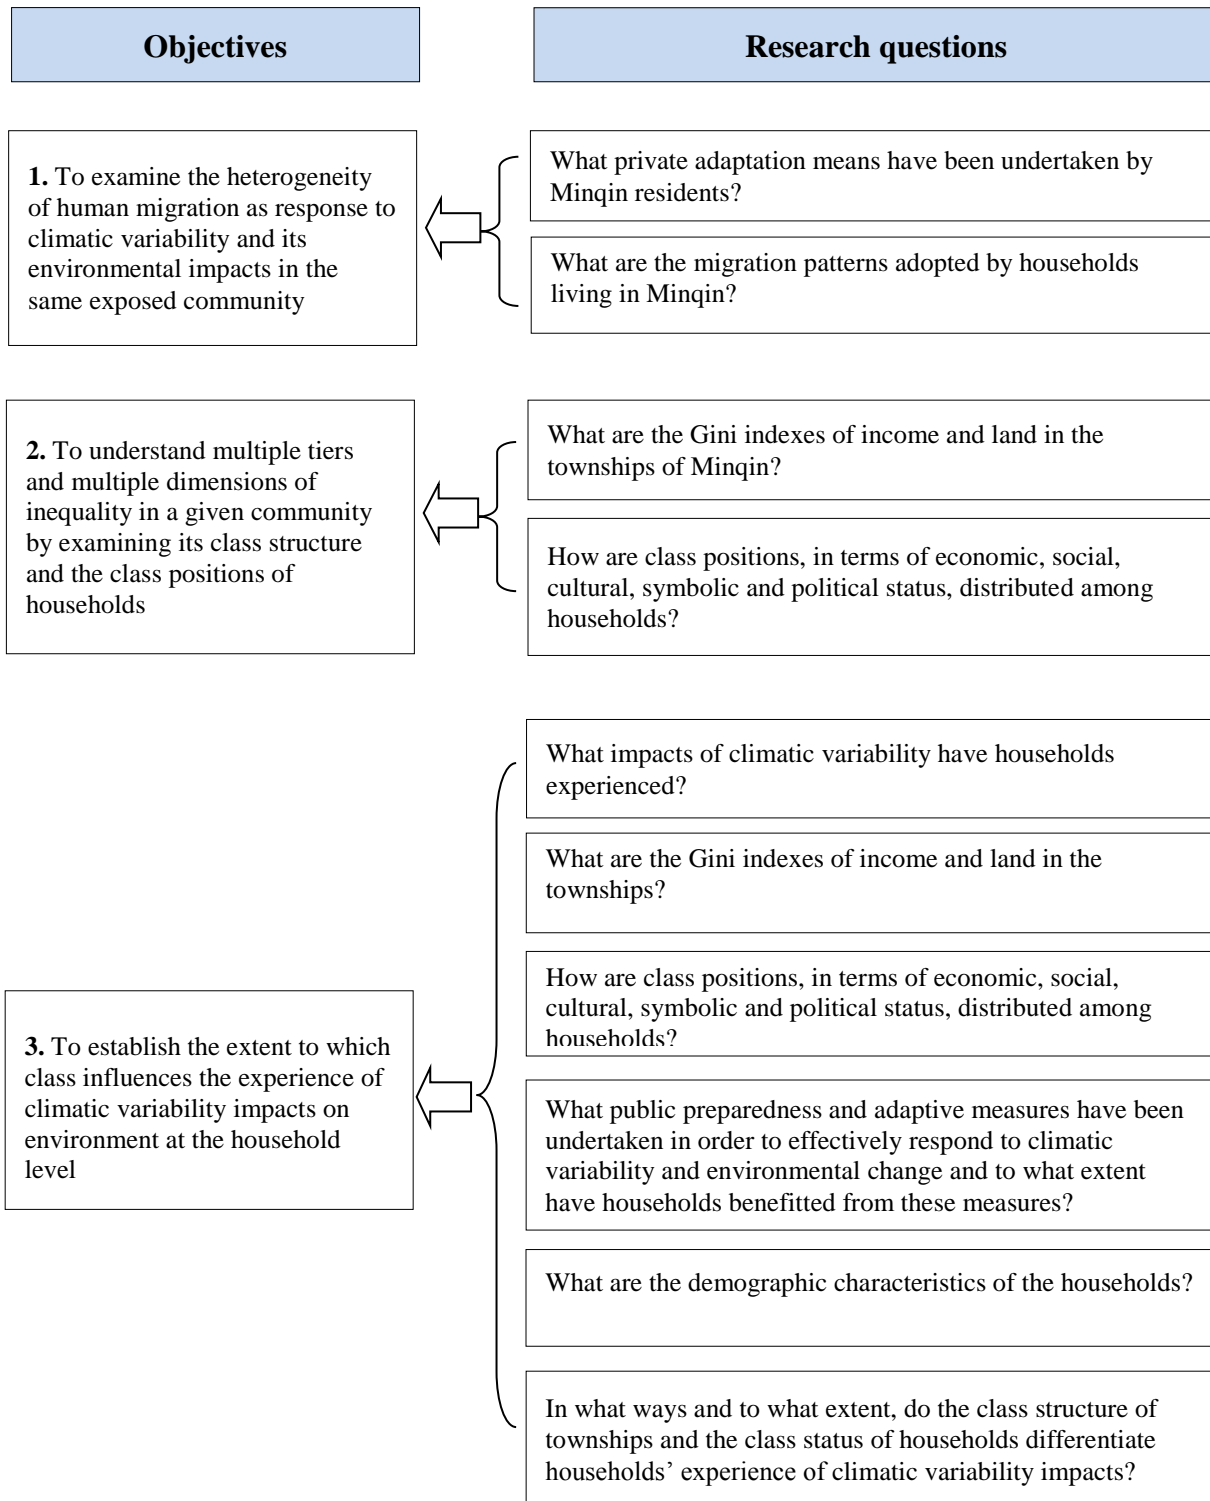 Objectives
Research questions
1. To examine the heterogeneity
of human migration as response to
climatic variability and its
environmental impacts in the
same exposed community
What private adaptation means have been undertaken by
Minqin residents?
What are the migration patterns adopted by households
living in Minqin?
2. To understand multiple tiers
and multiple dimensions of
inequality in a given community
by examining its class structure
and the class positions of
households
What are the Gini indexes of income and land in the
townships of Minqin?
How are class positions, in terms of economic, social,
cultural, symbolic and political status, distributed among
households?
3. To establish the extent to which
class influences the experience of
climatic variability impacts on
environment at the household
level
What impacts of climatic variability have households
experienced?
What are the Gini indexes of income and land in the
townships?
How are class positions, in terms of economic, social,
cultural, symbolic and political status, distributed among
households?
What public preparedness and adaptive measures have been
undertaken in order to effectively respond to climatic
variability and environmental change and to what extent
have households benefitted from these measures?
What are the demographic characteristics of the households?
In what ways and to what extent, do the class structure of
townships and the class status of households differentiate
households’ experience of climatic variability impacts?